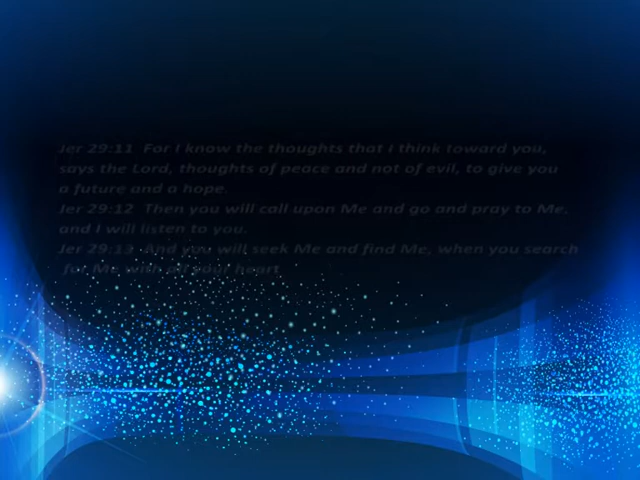 Jer 29:11 For I know the thoughts that I think toward you,
says the Lord, thoughts of peace and not of evil, to give you
a future and a hope.
Jer 29:12 Then you will call upon Me and go and pray to Me,
and I will listen to you.
Jer 29:13 And you will seek Me and find Me, when you search
for Me with all your heart